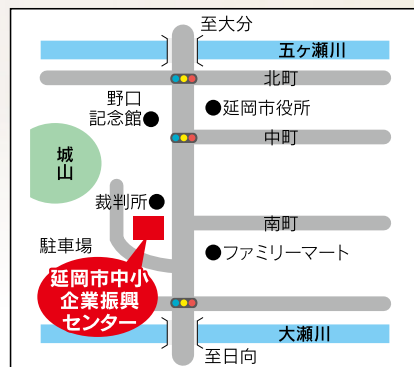 至大分
五ヶ瀬川
北町
野口
記念館
延岡市役所
中町
城
山
裁判所
南町
駐車場
ファミリーマート
延岡市中小
企業振興
センター
大瀬川
至日向